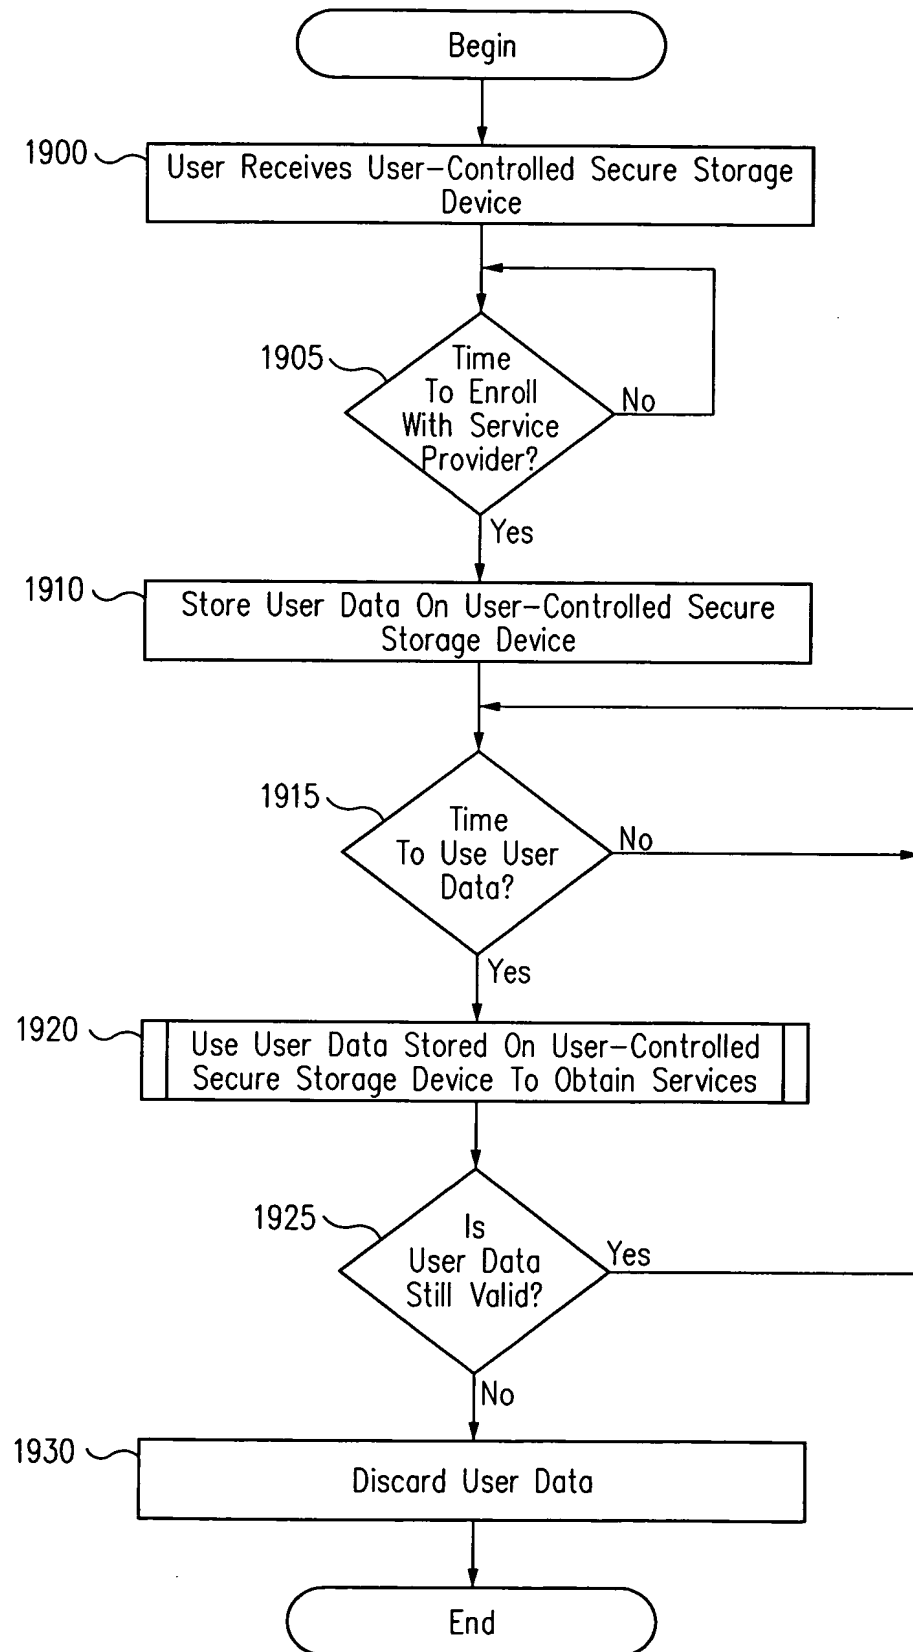 Begin
1900
User Receives User-Controlled Secure Storage
Device
1905
Time
To Enroll
With Service
Provider?
No
Yes
1910
Store User Data On User-Controlled Secure
Storage Device
1915
Time
To Use User
Data?
No
Yes
1920
Use User Data Stored On User-Controlled
Secure Storage Device To Obtain Services
1925
Is
User Data
Still Valid?
Yes
No
1930
Discard User Data
End